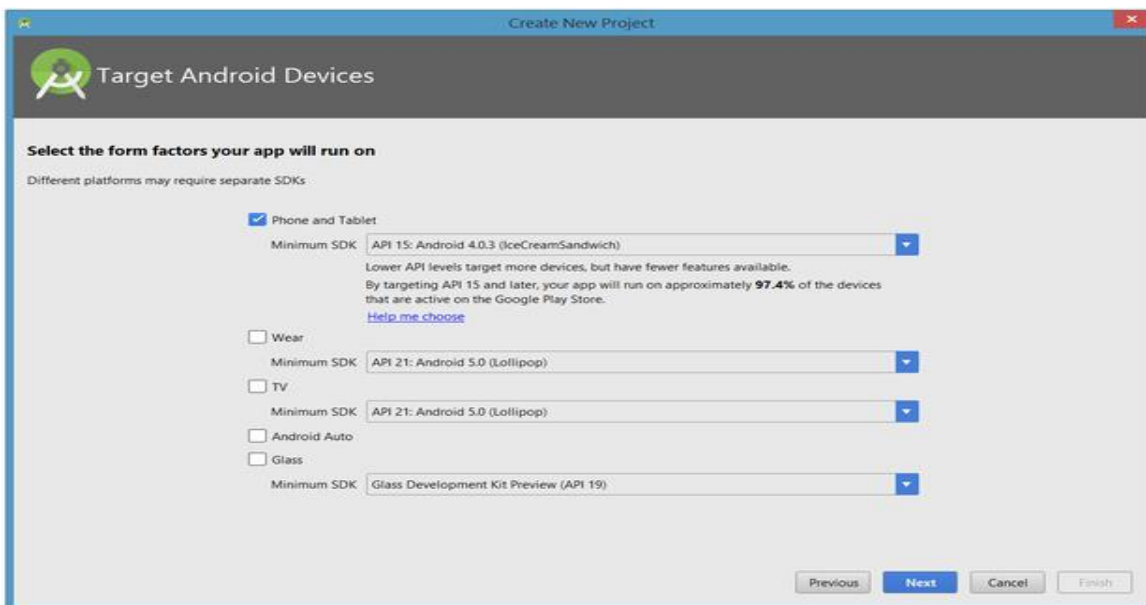 Create New Project
Target Android Devices
Select the form factors your app will run on
Different platforms may require separate SDKs
Phone and Tablet
Minimum SDK API 15: Android 4.0.3 (IceCreamSandwich)
Lower API levels target more devices, but have fewer features available.
By targeting API 15 and later, your app will run on approximately 97.4% of the devices
that are active on the Google Play Store.
Help me choose
Wear
Minimum SDK API 21: Android 5.0 (Lollipop)
TV
Minimum SDK API 21: Android 5.0 (Lollipop)
Android Auto
Glass
Minimum SDK Glass Development Kit Preview (API 19)
Previous Next Cancel Finish